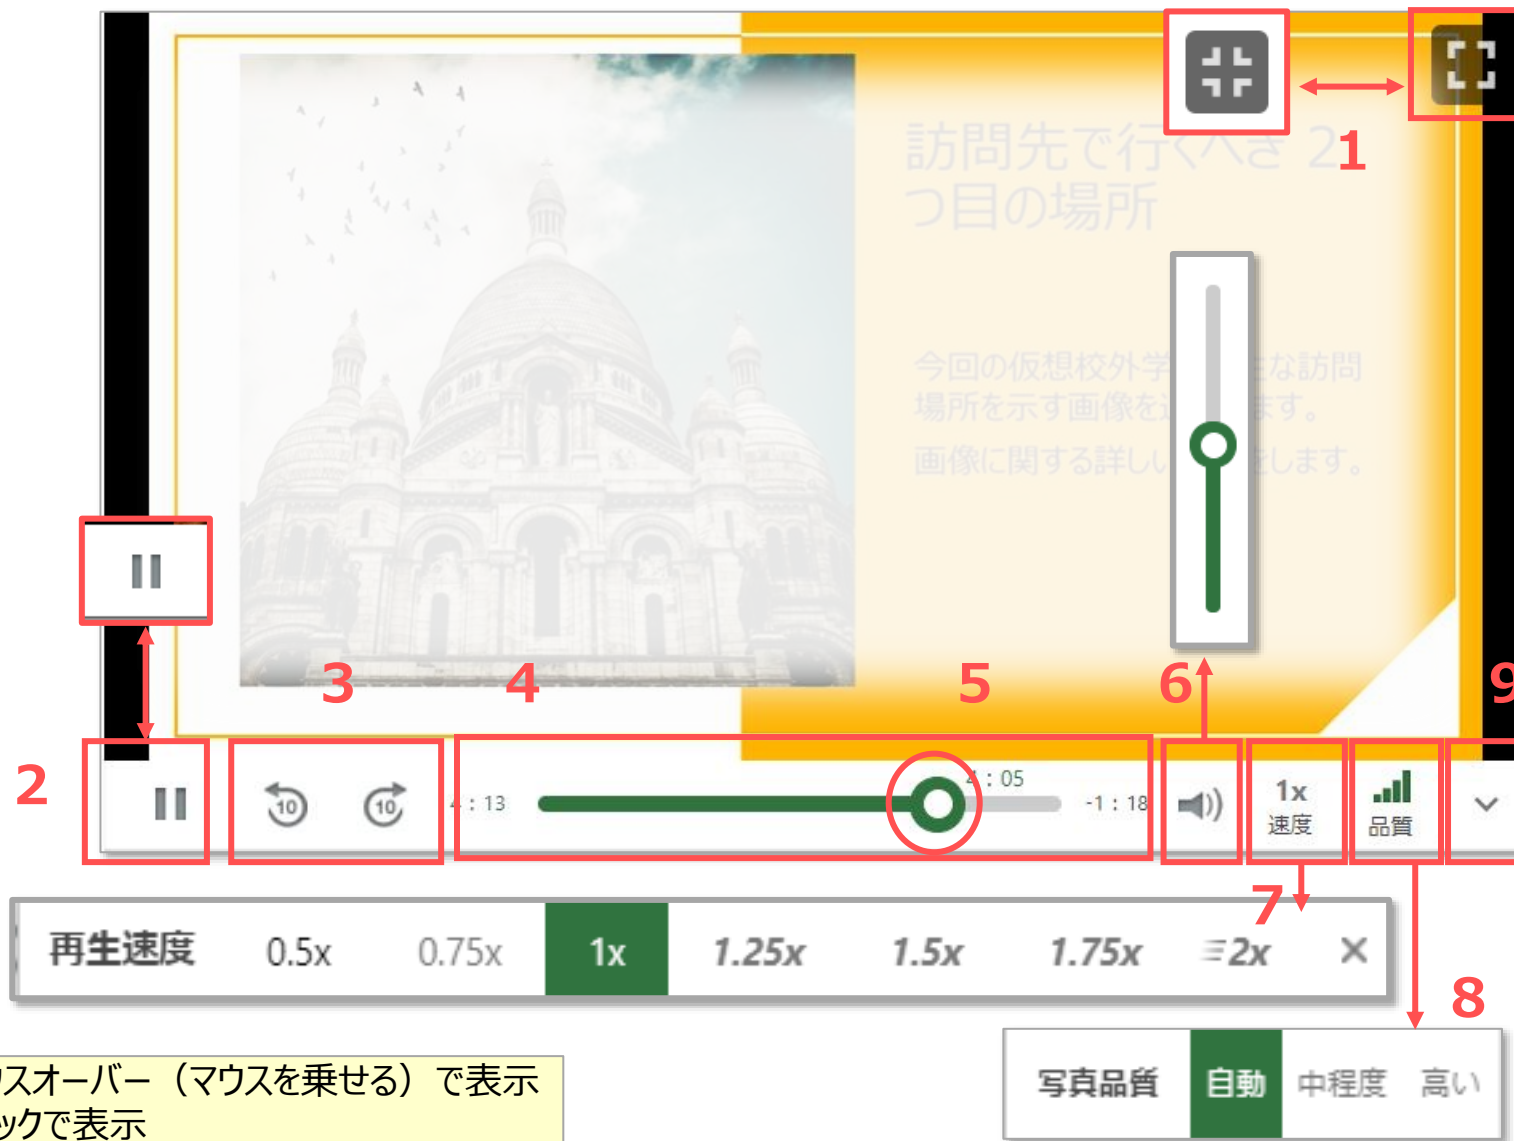 訪問先で行くべき 2
つ目の場所
1
今回の仮想校外学
な訪問
場所を示す画像を
ます。
画像に関する詳し
をします。
3
4
5
6
9
2
10
10
: 13
: 05
-1 : 18
1x
速度
品質
7
再生速度 0.5x 0.75x 1x 1.25x 1.5x 1.75x 2x
8
写真品質 自動 中程度 高い
スオーバー（マウスを乗せる）で表示
ックで表示